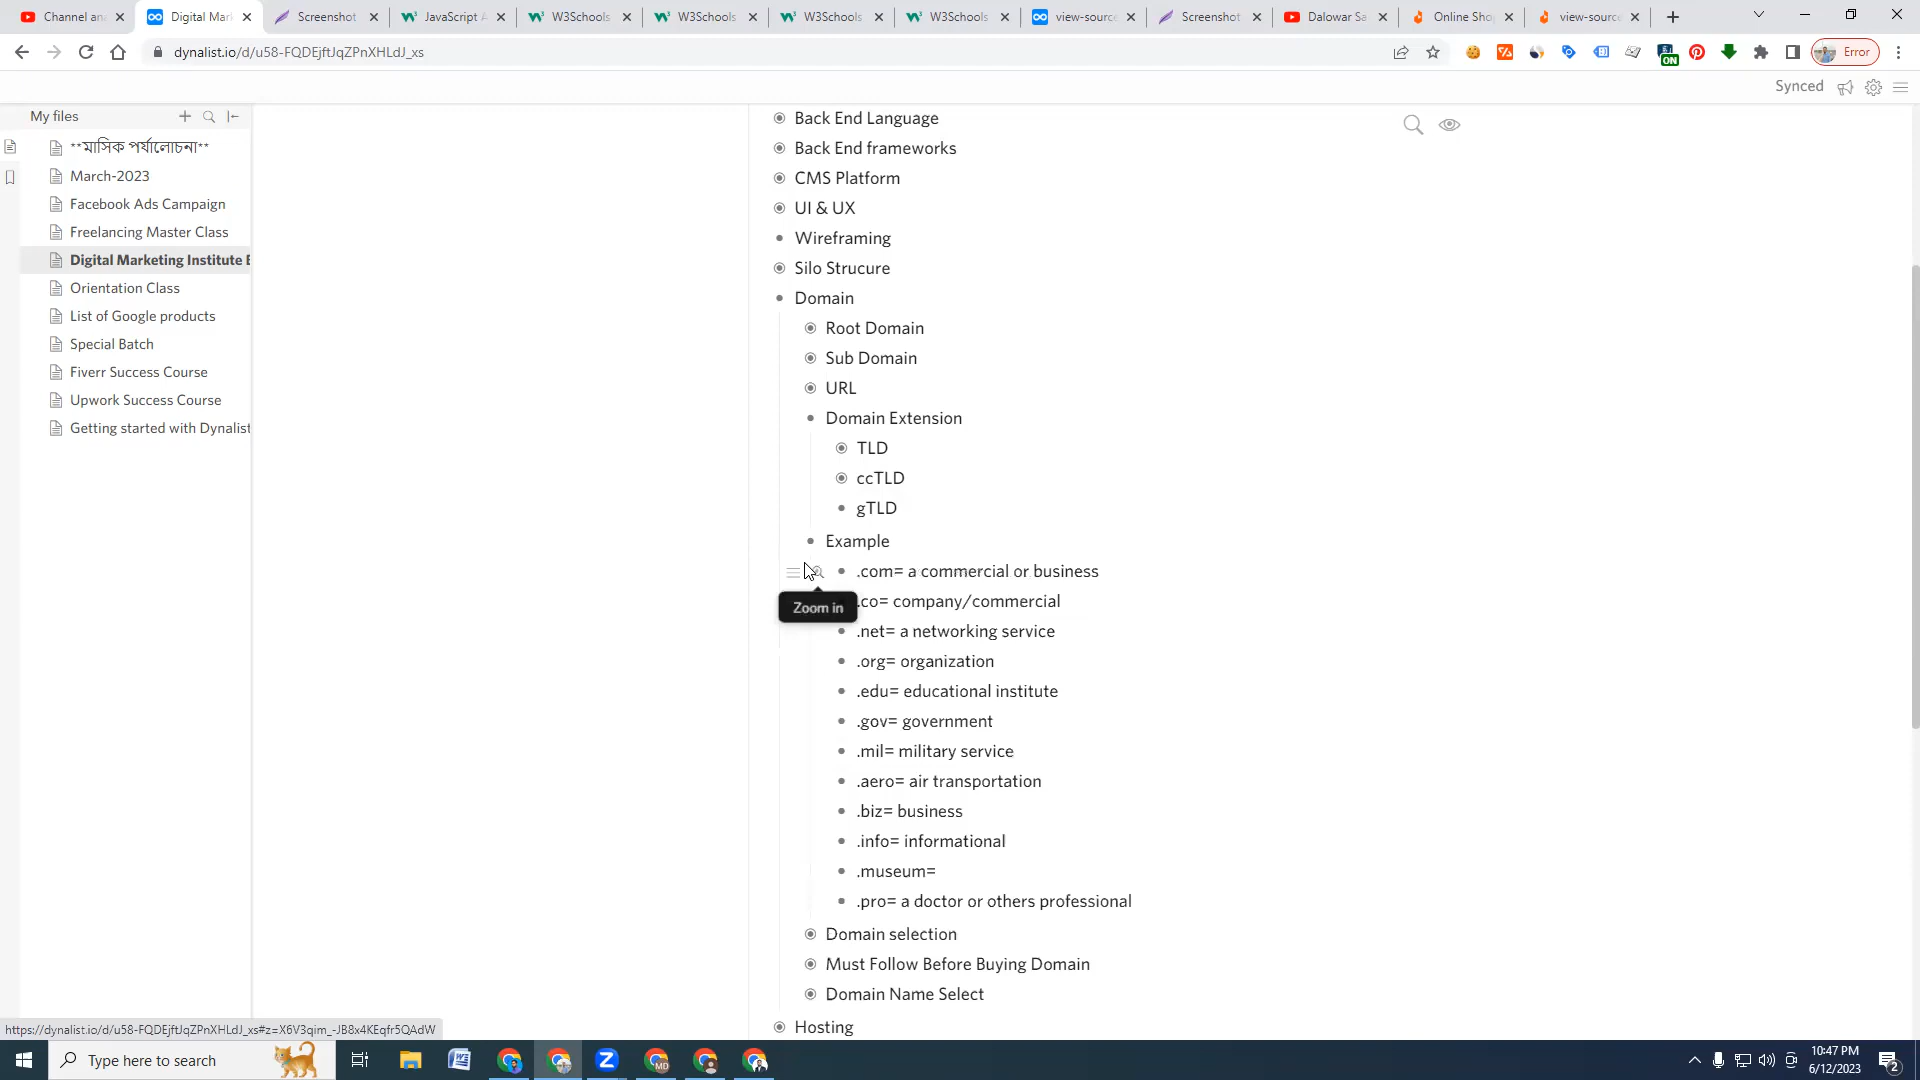 Channel an
Digital Mar
Screenshot
JavaScript A
W3Schools
W3Schools
W3Schools
W3Schools
view-source
Screenshot
Dalowar Sa
Online Shop
view-source
dynalist.io/d/u58-FQDEjftJqZPnXHLdJ_xs
ON
Error
Synced
My files
**মাসিক পর্যালোচনা**
March-2023
Facebook Ads Campaign
Freelancing Master Class
Digital Marketing Institute B
Orientation Class
List of Google products
Special Batch
Fiverr Success Course
Upwork Success Course
Getting started with Dynalist
Back End Language
Back End frameworks
CMS Platform
UI & UX
Wireframing
Silo Strucure
Domain
Root Domain
Sub Domain
URL
Domain Extension
TLD
ccTLD
gTLD
Example
.com= a commercial or business
Zoom in
.co= company/commercial
.net= a networking service
.org= organization
.edu= educational institute
.gov= government
.mil= military service
.aero= air transportation
.biz= business
.info= informational
.museum=
.pro= a doctor or others professional
Domain selection
Must Follow Before Buying Domain
Domain Name Select
Hosting
https://dynalist.io/d/u58-FQDEjftJqZPnXHLdJ_xs#z=X6V3qim_-JB8x4KEqfr5QAdW
Type here to search
MD
10:47 PM
6/12/2023
2